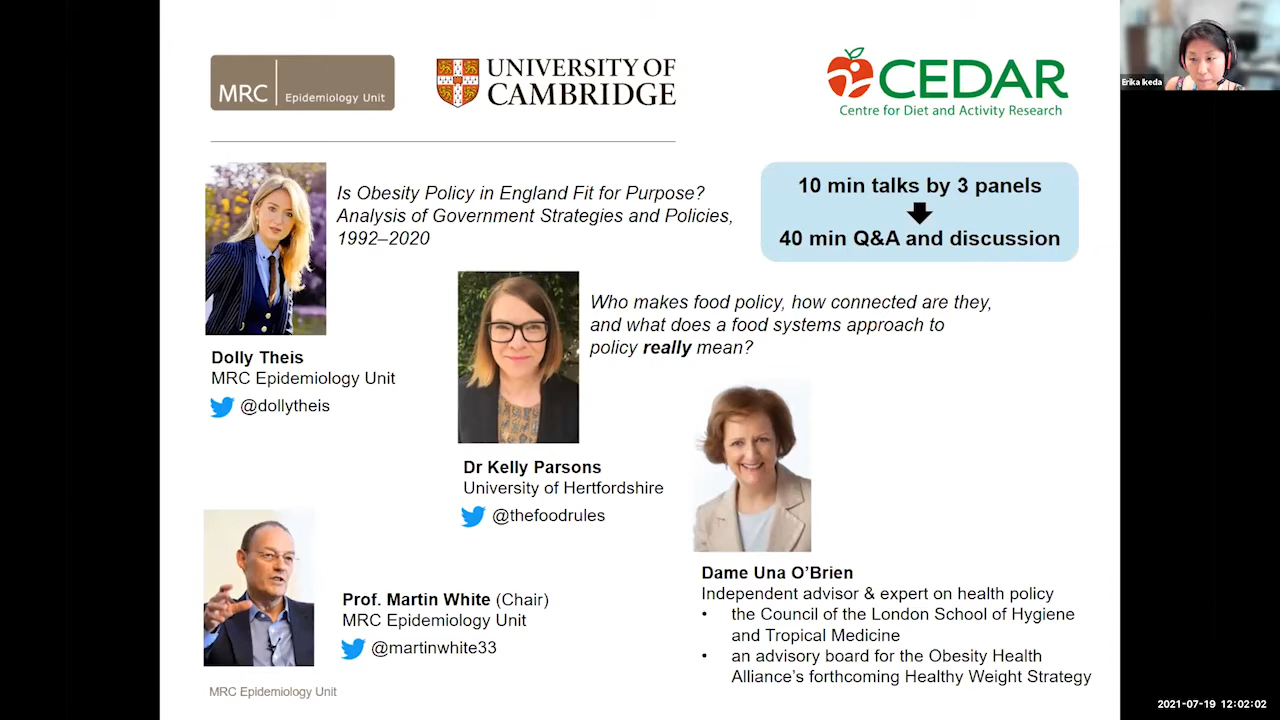 MRC Epidemiology Unit
UNIVERSITY OF
CAMBRIDGE
CEDAR
Centre for Diet and Activity Research
Erika Ikeda
Is Obesity Policy in England Fit for Purpose?
Analysis of Government Strategies and Policies,
1992–2020
10 min talks by 3 panels
40 min Q&A and discussion
Dolly Theis
MRC Epidemiology Unit
@dollytheis
Who makes food policy, how connected are they,
and what does a food systems approach to
policy really mean?
Dr Kelly Parsons
University of Hertfordshire
@thefoodrules
Dame Una O'Brien
Independent advisor & expert on health policy
• the Council of the London School of Hygiene
and Tropical Medicine
• an advisory board for the Obesity Health
Alliance's forthcoming Healthy Weight Strategy
Prof. Martin White (Chair)
MRC Epidemiology Unit
@martinwhite33
MRC Epidemiology Unit
2021-07-19 12:02:02